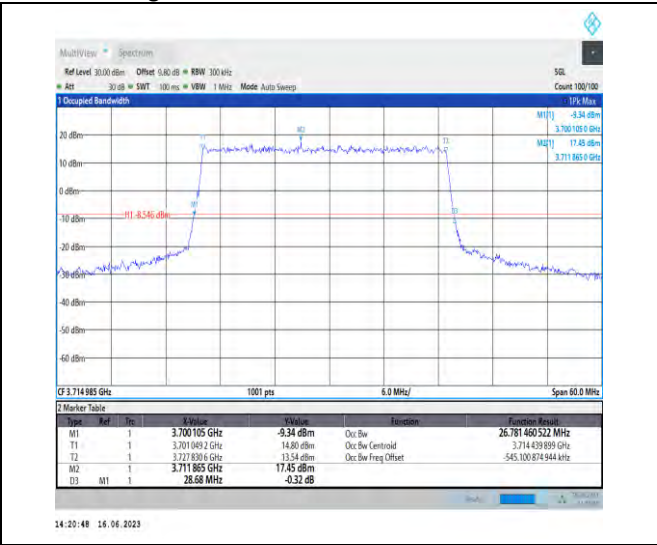 MultiView Spectrum
Ref Level 30.00 dBm Offset 9.80 dB RBW 300 kHz SGL
Att 30 dB SWT 100 ms VBW 1 MHz Mode Auto Sweep Count 100/100
1 Occupied Bandwidth 1Pk Max
M1[1] -9.34 dBm
3.700 105 0 GHz
M2[1] 17.45 dBm
3.711 865 0 GHz
20 dBm
M2
T1
T2
10 dBm
0 dBm
M1
H1 -8.546 dBm
-10 dBm
-20 dBm
-30 dBm
-40 dBm
-50 dBm
-60 dBm
CF 3.714 985 GHz 1001 pts 6.0 MHz/ Span 60.0 MHz
2 Marker Table
Type Ref Trc X-Value Y-Value Function Function Result
M1 1 3.700 105 GHz -9.34 dBm Occ Bw 26.781 460 522 MHz
T1 1 3.701 049 2 GHz 14.80 dBm Occ Bw Centroid 3.714 439 899 GHz
T2 1 3.727 830 6 GHz 13.54 dBm Occ Bw Freq Offset -545.100 874 944 kHz
M2 1 3.711 865 GHz 17.45 dBm
D3 M1 1 28.68 MHz -0.32 dB
14:20:48 16.06.2023